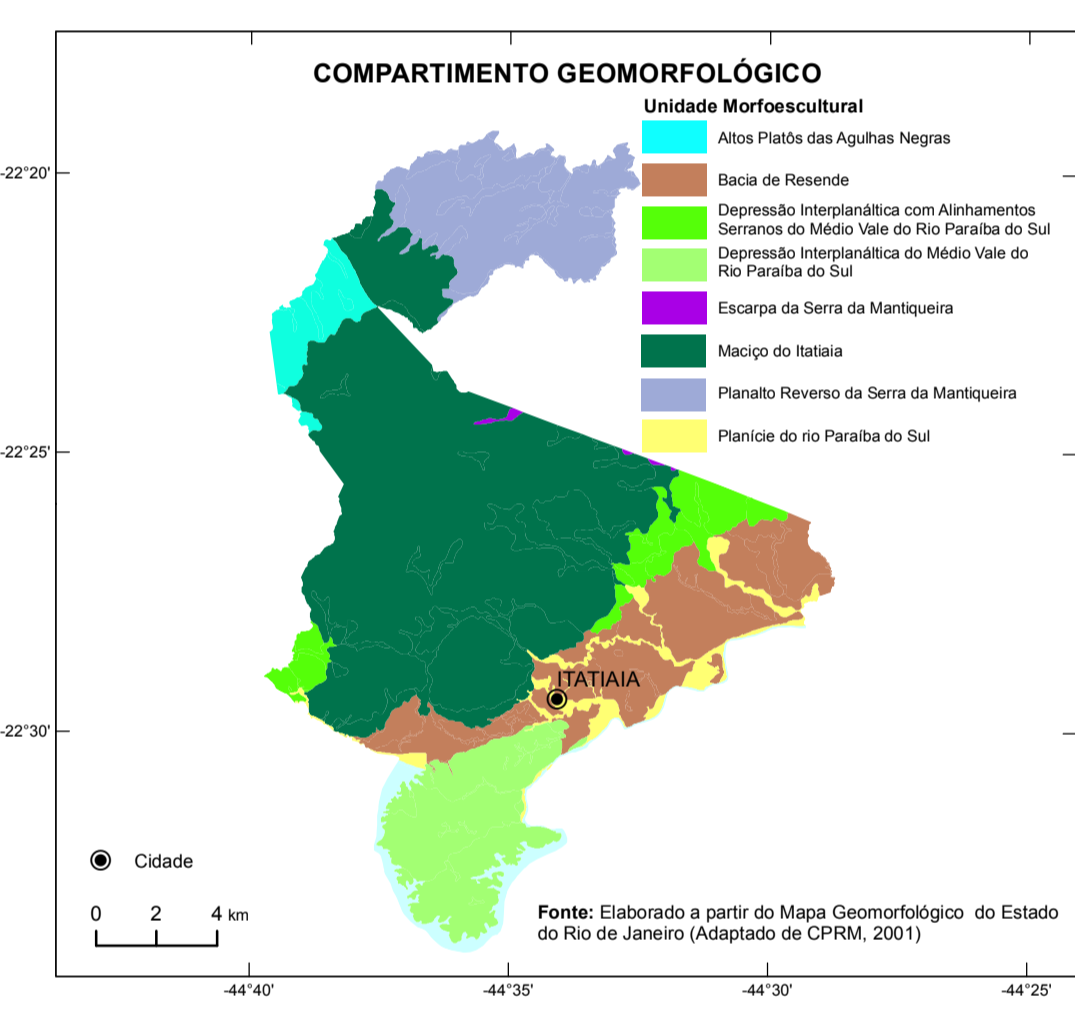 COMPARTIMENTO GEOMORFOLÓGICO
Unidade Morfoescultural
Altos Platôs das Agulhas Negras
Bacia de Resende
Depressão Interplanáltica com Alinhamentos
Serranos do Médio Vale do Rio Paraíba do Sul
Depressão Interplanáltica do Médio Vale do
Rio Paraíba do Sul
Escarpa da Serra da Mantiqueira
Maciço do Itatiaia
Planalto Reverso da Serra da Mantiqueira
Planície do rio Paraíba do Sul
-22°20'
-22°25'
-22°30'
ITATIAIA
Cidade
0 2 4 km
Fonte: Elaborado a partir do Mapa Geomorfológico do Estado
do Rio de Janeiro (Adaptado de CPRM, 2001)
-44°40' -44°35' -44°30' -44°25'